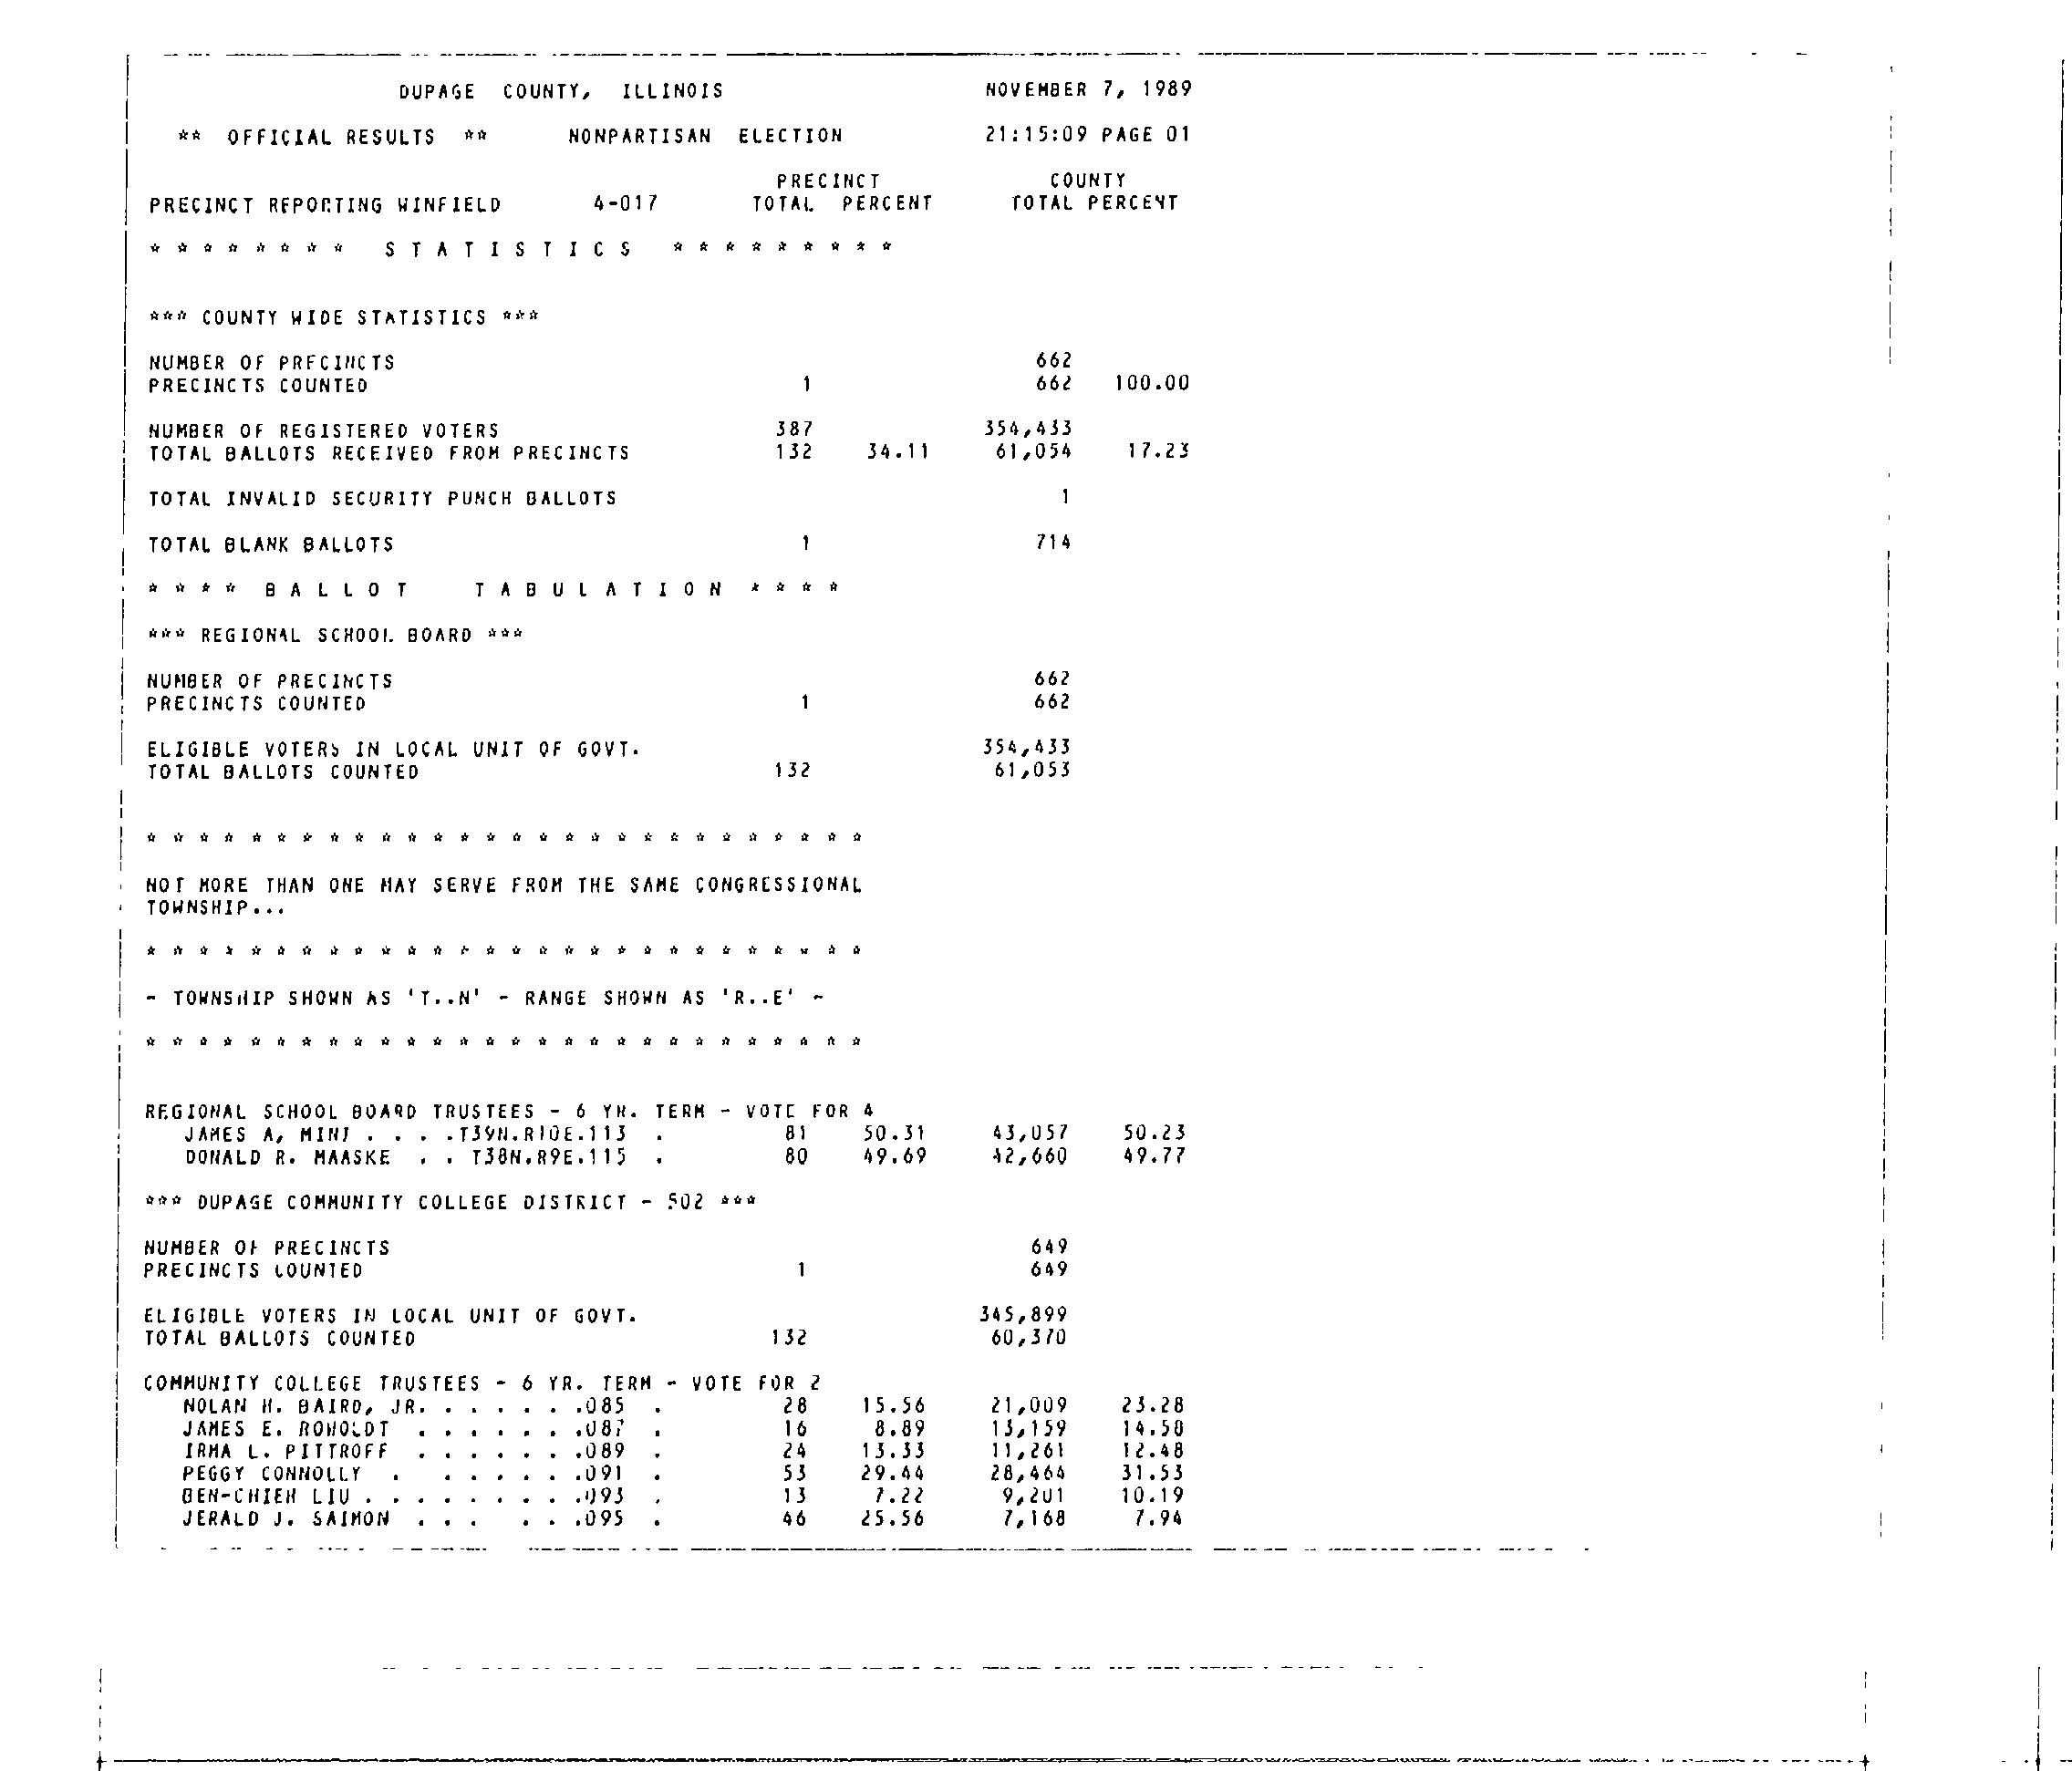 DUPAGE COUNTY, ILLINOIS NOVEMBER 7, 1989
** OFFICIAL RESULTS ** NONPARTISAN ELECTION 21:15:09 PAGE 01
PRECINCT COUNTY
PRECINCT REPORTING WINFIELD 4-017 TOTAL PERCENT TOTAL PERCENT
* * * * * * * * S T A T I S T I C S * * * * * * * * *
*** COUNTY WIDE STATISTICS ***
NUMBER OF PRECINCTS 662
PRECINCTS COUNTED 1 662 100.00
NUMBER OF REGISTERED VOTERS 387 354,433
TOTAL BALLOTS RECEIVED FROM PRECINCTS 132 34.11 61,054 17.23
TOTAL INVALID SECURITY PUNCH BALLOTS 1
TOTAL BLANK BALLOTS 1 714
* * * * B A L L O T T A B U L A T I O N * * * *
*** REGIONAL SCHOOL BOARD ***
NUMBER OF PRECINCTS 662
PRECINCTS COUNTED 1 662
ELIGIBLE VOTERS IN LOCAL UNIT OF GOVT. 354,433
TOTAL BALLOTS COUNTED 132 61,053
* * * * * * * * * * * * * * * * * * * * * * * * * * * *
NOT MORE THAN ONE MAY SERVE FROM THE SAME CONGRESSIONAL
TOWNSHIP...
* * * * * * * * * * * * * * * * * * * * * * * * * * * *
- TOWNSHIP SHOWN AS 'T..N' - RANGE SHOWN AS 'R..E' -
* * * * * * * * * * * * * * * * * * * * * * * * * * * *
REGIONAL SCHOOL BOARD TRUSTEES - 6 YR. TERM - VOTE FOR 4
JAMES A. MINI . . . .T39N.R10E.113 . 81 50.31 43,057 50.23
DONALD R. MAASKE . . T38N.R9E.115 . 80 49.69 42,660 49.77
*** DUPAGE COMMUNITY COLLEGE DISTRICT - 502 ***
NUMBER OF PRECINCTS 649
PRECINCTS COUNTED 1 649
ELIGIBLE VOTERS IN LOCAL UNIT OF GOVT. 345,899
TOTAL BALLOTS COUNTED 132 60,370
COMMUNITY COLLEGE TRUSTEES - 6 YR. TERM - VOTE FOR 2
NOLAN H. BAIRD, JR. . . . . . .085 . 28 15.56 21,009 23.28
JAMES E. ROHOLDT . . . . . . .087 . 16 8.89 13,159 14.58
IRMA L. PITTROFF . . . . . . .089 . 24 13.33 11,261 12.48
PEGGY CONNOLLY . . . . . . .091 . 53 29.44 28,464 31.53
BEN-CHIEH LIU . . . . . . . . .093 . 13 7.22 9,201 10.19
JERALD J. SAIMON . . . . . .095 . 46 25.56 7,168 7.94